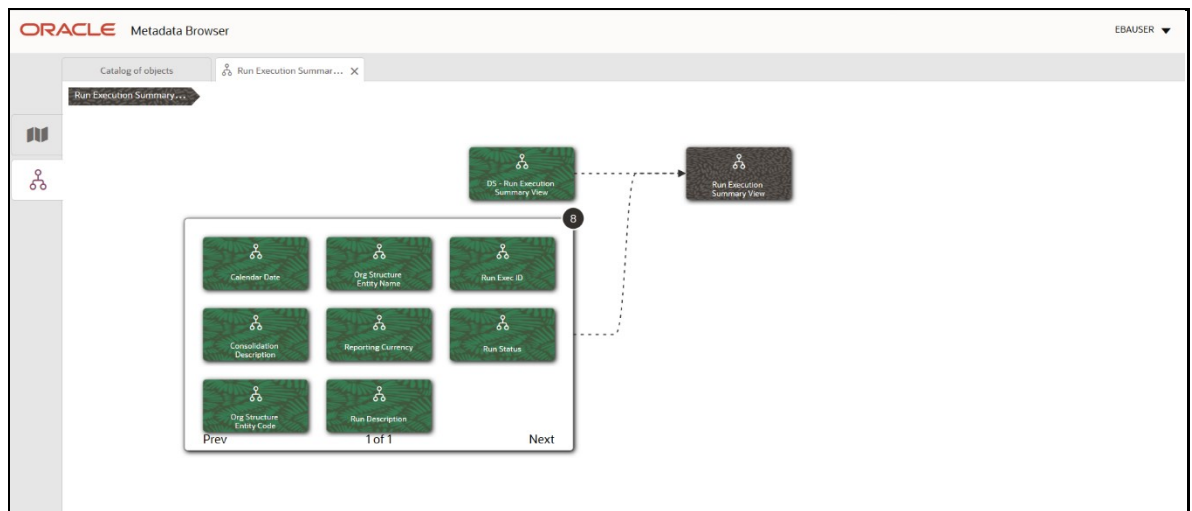 ORACLE Metadata Browser
EBAUSER
Catalog of objects
Run Execution Summar...
Run Execution Summary...
DS - Run Execution
Summary View
Run Execution
Summary View
8
Calendar Date
Org Structure
Entity Name
Run Exec ID
Consolidation
Description
Reporting Currency
Run Status
Org Structure
Entity Code
Run Description
Prev
1 of 1
Next